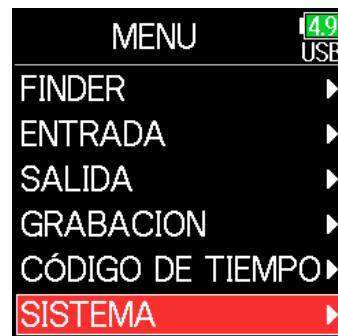 MENU
4.9
USB
FINDER
ENTRADA
SALIDA
GRABACION
CÓDIGO DE TIEMPO
SISTEMA